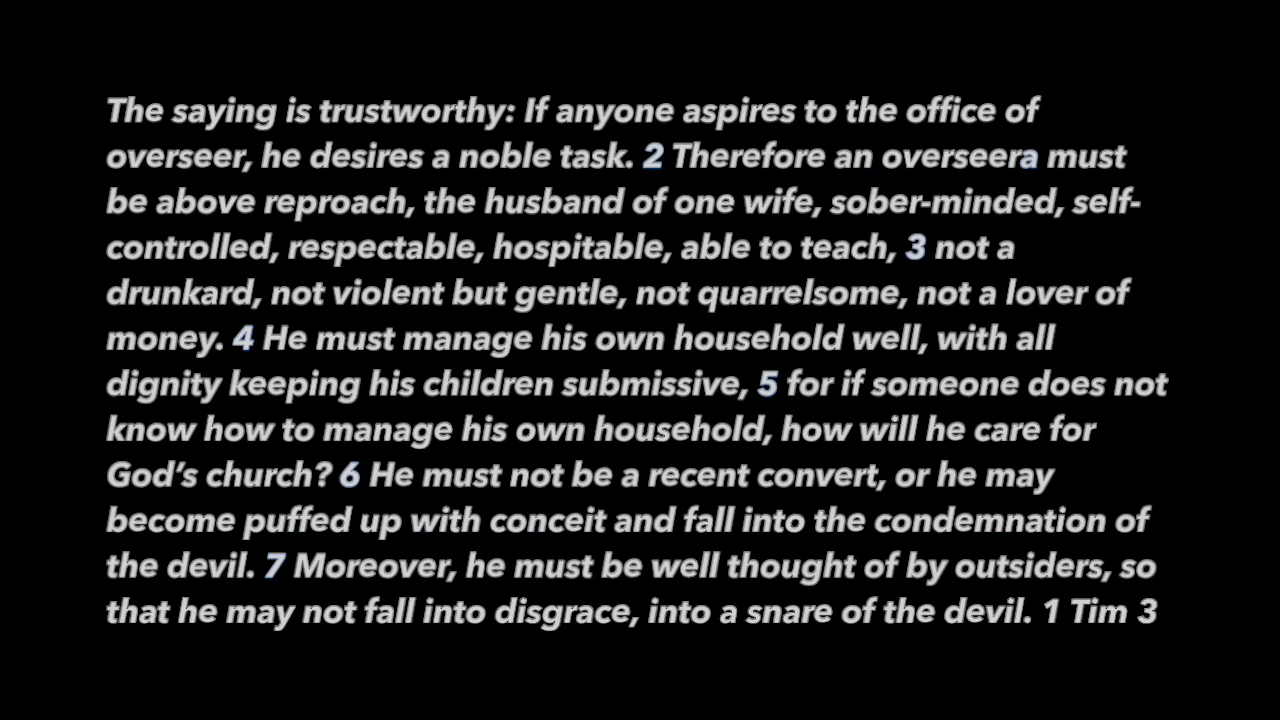 The saying is trustworthy: If anyone aspires to the office of
overseer, he desires a noble task. 2 Therefore an overseera must
be above reproach, the husband of one wife, sober-minded, self-
controlled, respectable, hospitable, able to teach, 3 not a
drunkard, not violent but gentle, not quarrelsome, not a lover of
money. 4 He must manage his own household well, with all
dignity keeping his children submissive, 5 for if someone does not
know how to manage his own household, how will he care for
God’s church? 6 He must not be a recent convert, or he may
become puffed up with conceit and fall into the condemnation of
the devil. 7 Moreover, he must be well thought of by outsiders, so
that he may not fall into disgrace, into a snare of the devil. 1 Tim 3